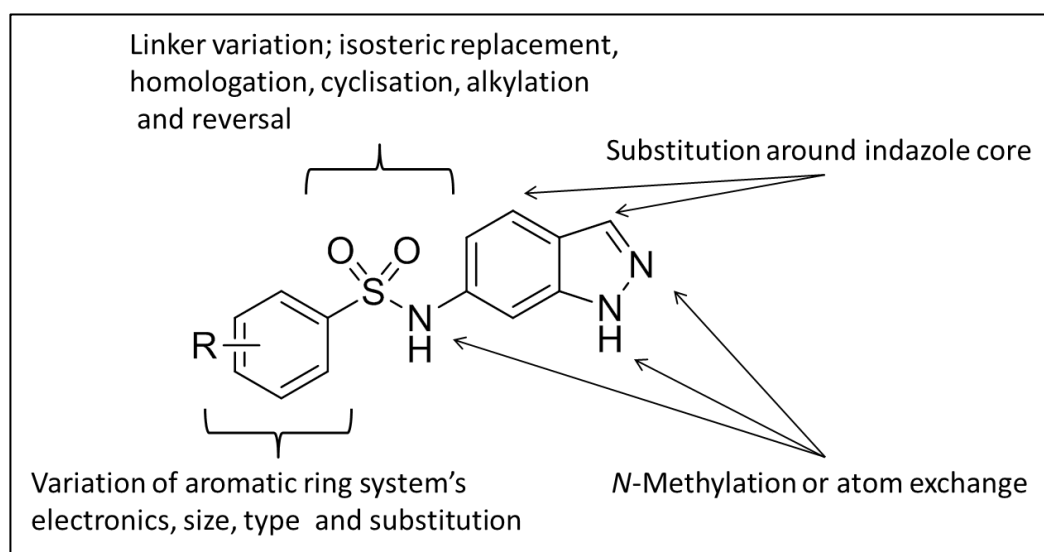 Linker variation; isosteric replacement,
homologation, cyclisation, alkylation
and reversal
Substitution around indazole core
O O
S
N
H
R
N
N
H
Variation of aromatic ring system's
electronics, size, type and substitution
N-Methylation or atom exchange